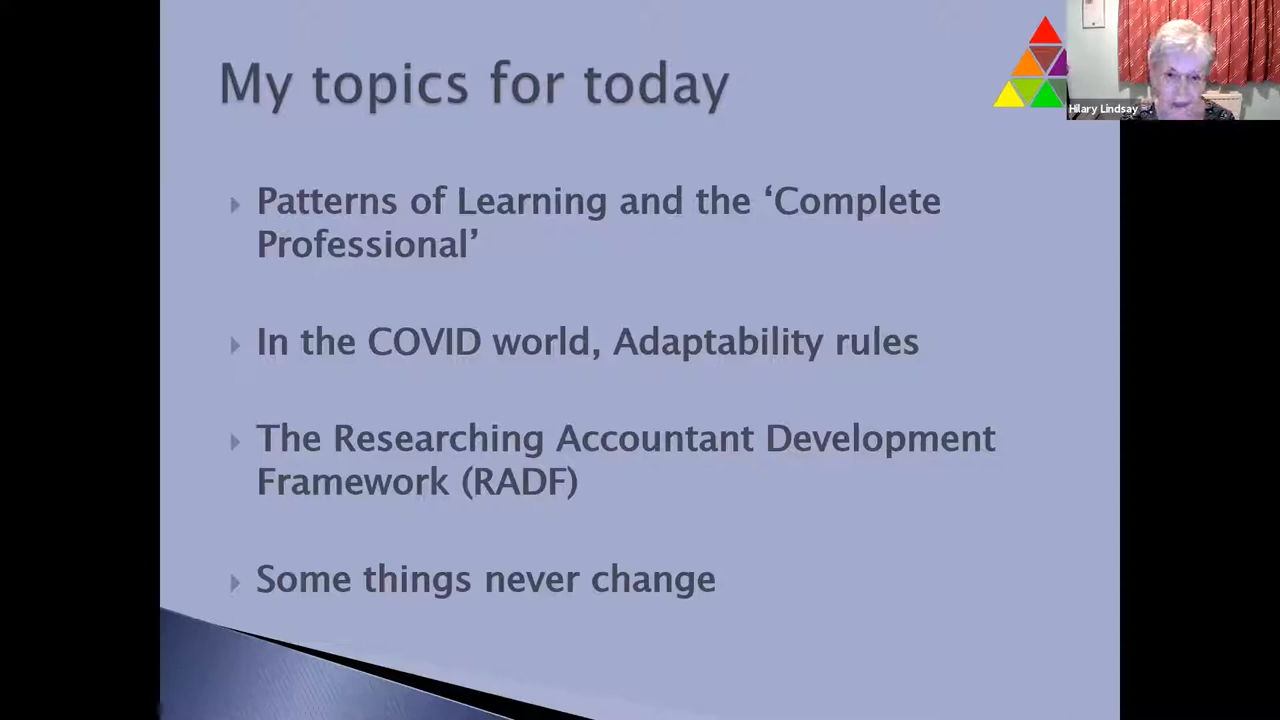 My topics for today
Hilary Lindsay
Patterns of Learning and the ‘Complete
Professional’
In the COVID world, Adaptability rules
The Researching Accountant Development
Framework (RADF)
Some things never change